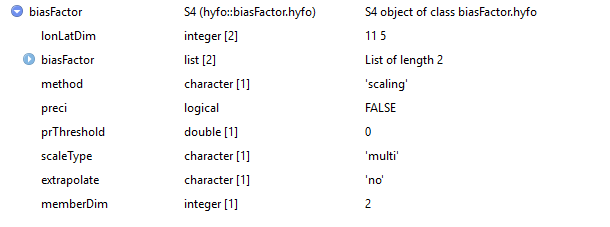 biasFactor S4 (hyfo::biasFactor.hyfo) S4 object of class biasFactor.hyfo
lonLatDim integer [2] 11 5
biasFactor list [2] List of length 2
method character [1] 'scaling'
preci logical FALSE
prThreshold double [1] 0
scaleType character [1] 'multi'
extrapolate character [1] 'no'
memberDim integer [1] 2